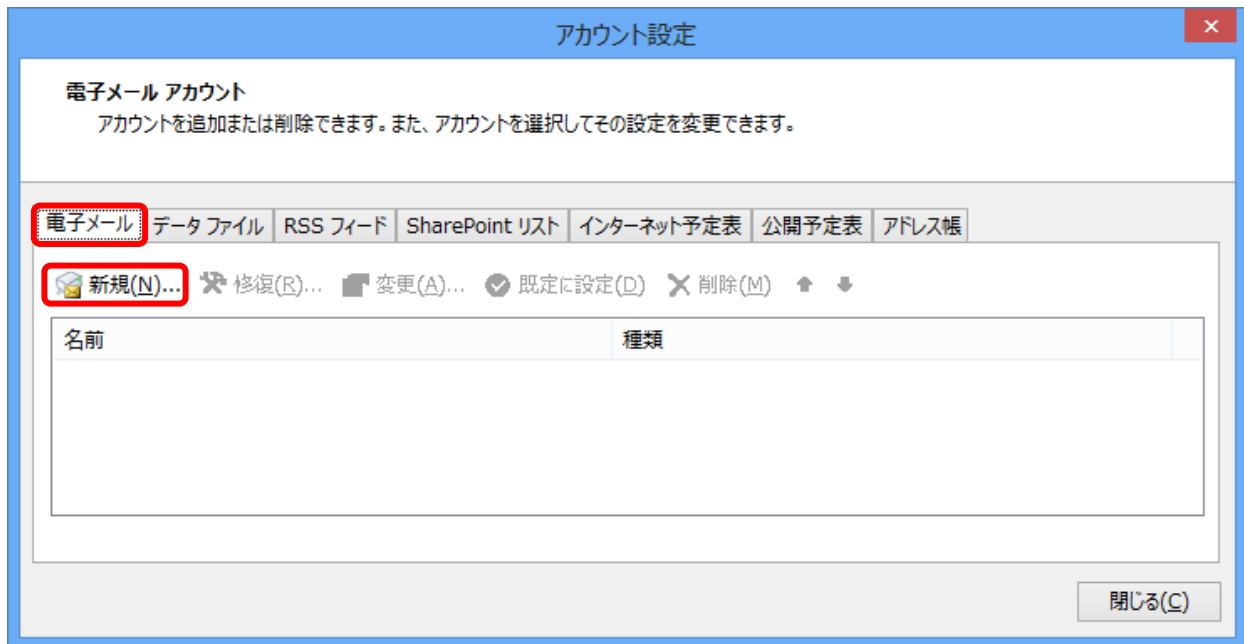 アカウント設定
電子メール アカウント
アカウントを追加または削除できます。また、アカウントを選択してその設定を変更できます。
電子メール データ ファイル RSS フィード SharePoint リスト インターネット予定表 公開予定表 アドレス帳
新規(N)... 修復(R)... 変更(A)... 既定に設定(D) 削除(M)
名前 種類
閉じる(C)